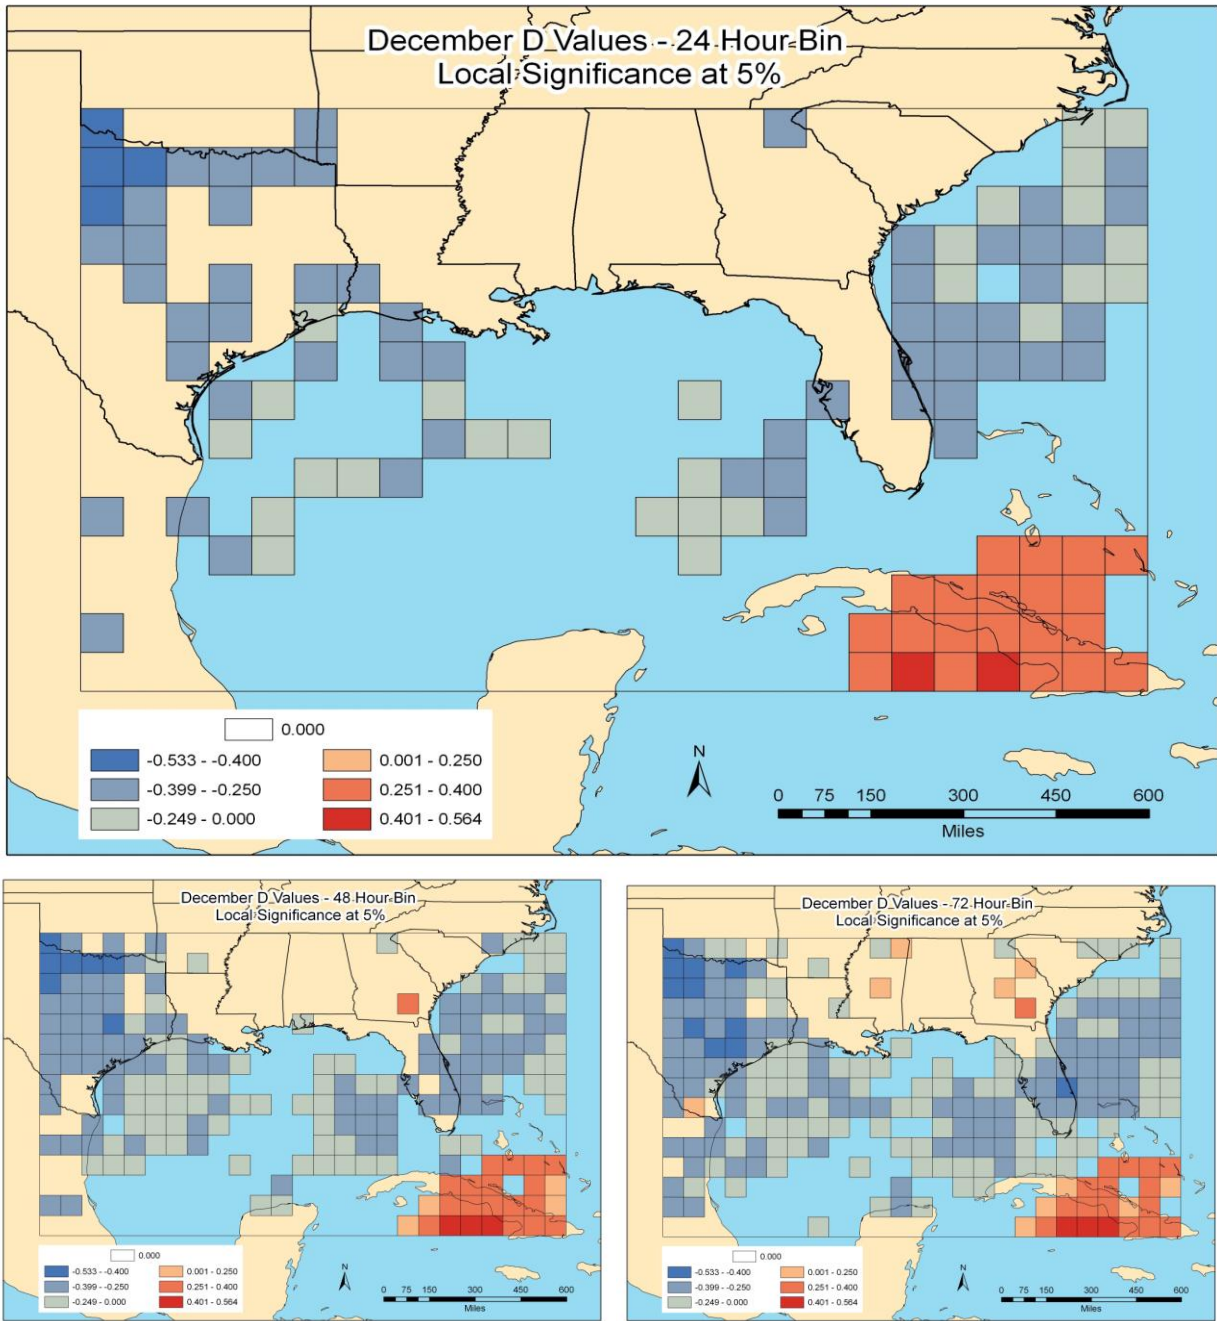 December D Values - 24 Hour Bin
Local Significance at 5%
0.000
-0.533 - -0.400
0.001 - 0.250
-0.399 - -0.250
0.251 - 0.400
-0.249 - 0.000
0.401 - 0.564
N
0 75 150 300 450 600
Miles
December D Values - 48 Hour Bin
Local Significance at 5%
0.000
-0.533 - -0.400
0.001 - 0.250
-0.399 - -0.250
0.251 - 0.400
-0.249 - 0.000
0.401 - 0.564
N
0 75 150 300 450 600
Miles
December D Values - 72 Hour Bin
Local Significance at 5%
0.000
-0.533 - -0.400
0.001 - 0.250
-0.399 - -0.250
0.251 - 0.400
-0.249 - 0.000
0.401 - 0.564
N
0 75 150 300 450 600
Miles